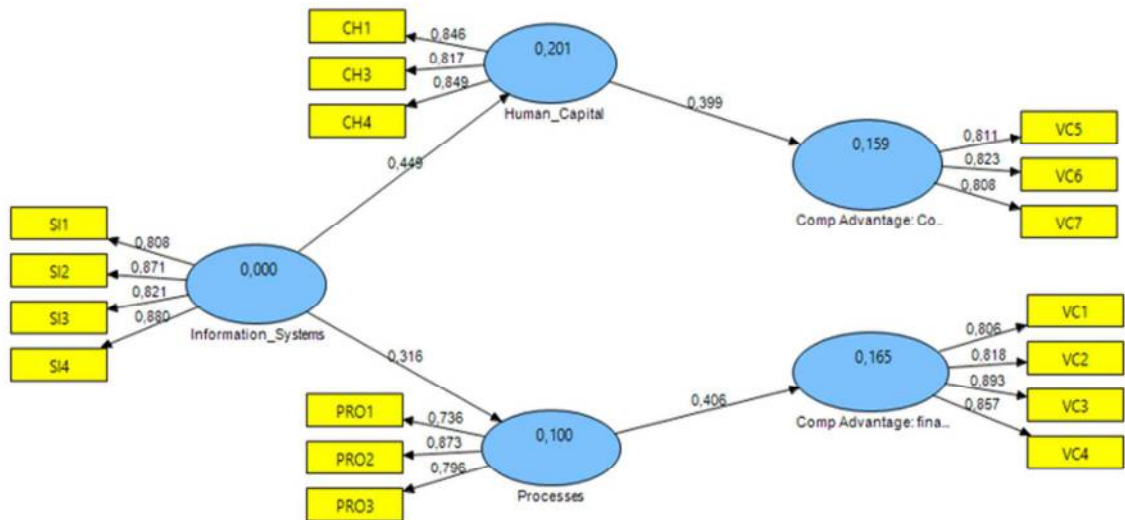 CH1
0,846
CH3
0,817
CH4
0,849
0,201
Human_Capital
0,399
0,449
0,159
Comp Advantage: Co...
0,811
VC5
0,823
VC6
0,808
VC7
SI1
0,808
SI2
0,871
SI3
0,821
SI4
0,880
0,000
Information_Systems
0,316
PRO1
0,736
PRO2
0,873
PRO3
0,796
0,100
Processes
0,406
0,165
Comp Advantage: fina...
0,806
VC1
0,818
VC2
0,893
VC3
0,857
VC4